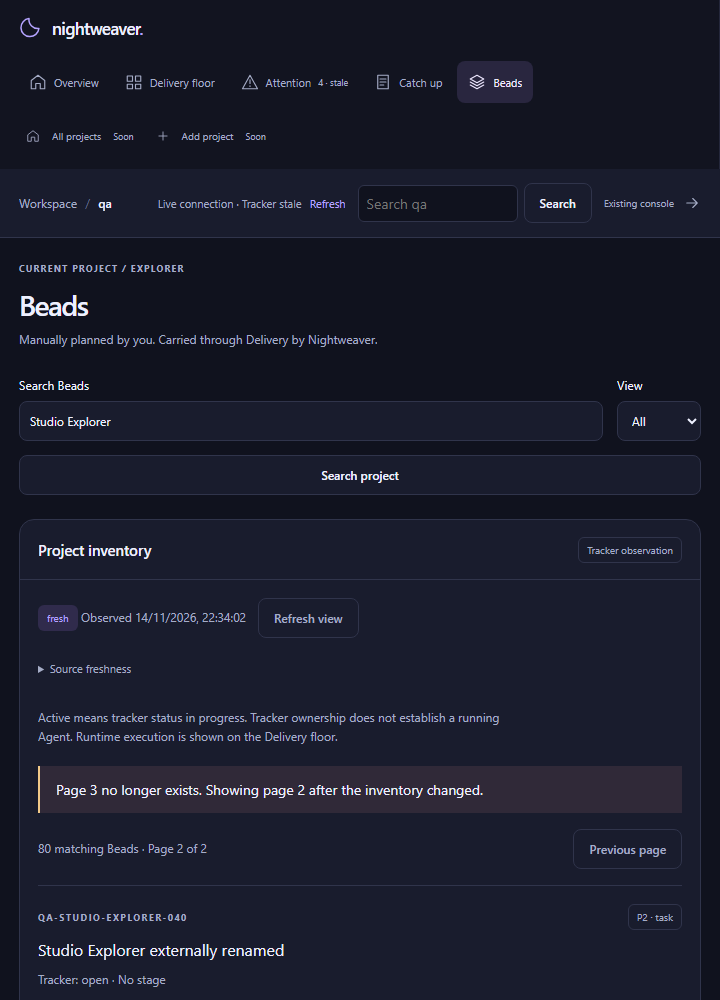 nightweaver.
Overview
Delivery floor
Attention 4 · stale
Catch up
Beads
All projects Soon
Add project Soon
Workspace / qa
Live connection · Tracker stale Refresh
Search qa
Search
Existing console
CURRENT PROJECT / EXPLORER
Beads
Manually planned by you. Carried through Delivery by Nightweaver.
Search Beads
View
Studio Explorer
All
Search project
Project inventory
Tracker observation
fresh Observed 14/11/2026, 22:34:02
Refresh view
Source freshness
Active means tracker status in progress. Tracker ownership does not establish a running
Agent. Runtime execution is shown on the Delivery floor.
Page 3 no longer exists. Showing page 2 after the inventory changed.
80 matching Beads · Page 2 of 2
Previous page
QA-STUDIO-EXPLORER-040
P2 · task
Studio Explorer externally renamed
Tracker: open · No stage